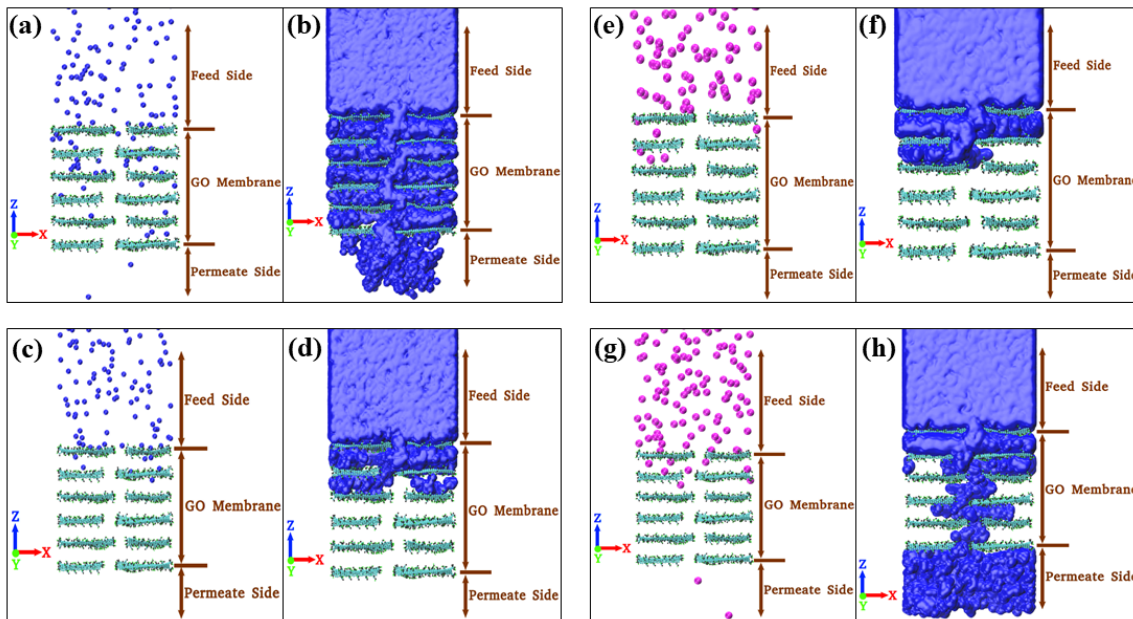 (a)
Feed Side
GO Membrane
Permeate Side
Z
Y
X
(b)
Feed Side
GO Membrane
Permeate Side
Z
Y
X
(e)
Feed Side
GO Membrane
Permeate Side
Z
Y
X
(f)
Feed Side
GO Membrane
Permeate Side
Z
Y
X
(c)
Feed Side
GO Membrane
Permeate Side
Z
Y
X
(d)
Feed Side
GO Membrane
Permeate Side
Z
Y
X
(g)
Feed Side
GO Membrane
Permeate Side
Z
Y
X
(h)
Feed Side
GO Membrane
Permeate Side
Z
Y
X